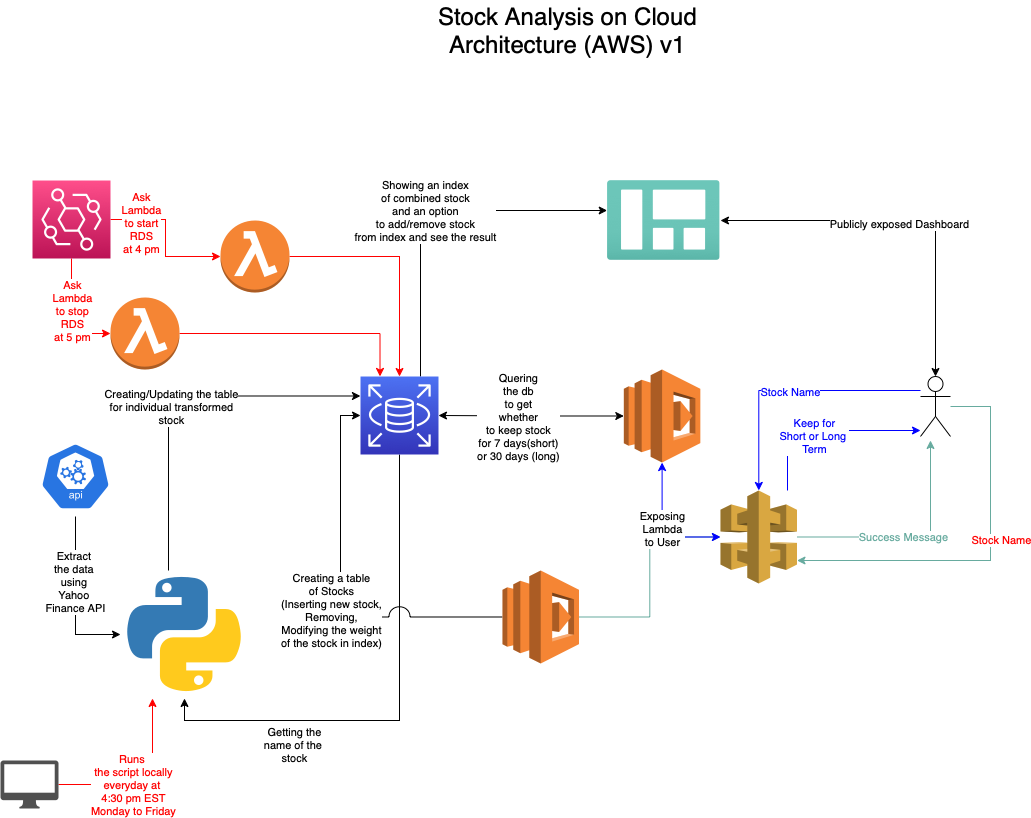 Stock Analysis on Cloud
Architecture (AWS) v1
Showing an index
of combined stock
and an option
to add/remove stock
from index and see the result
Ask
Lambda
to start
RDS
at 4 pm
Publicly exposed Dashboard
Ask
Lambda
to stop
RDS
at 5 pm
Creating/Updating the table
for individual transformed
stock
Quering
the db
to get
whether
to keep stock
for 7 days(short)
or 30 days (long)
Stock Name
Keep for
Short or Long
Term
api
Exposing
Lambda
to User
Success Message
Stock Name
Extract
the data
using
Yahoo
Finance API
Creating a table
of Stocks
(Inserting new stock,
Removing,
Modifying the weight
of the stock in index)
Getting the
name of the
stock
Runs
the script locally
everyday at
4:30 pm EST
Monday to Friday